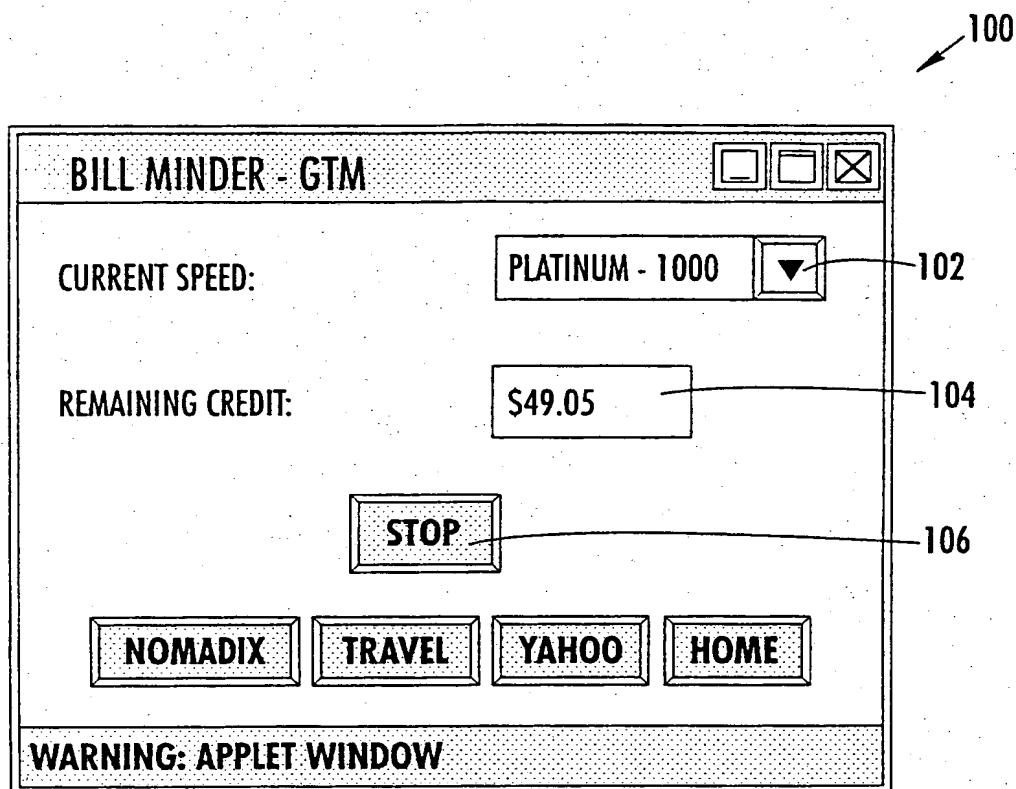 100
BILL MINDER - GTM
CURRENT SPEED: PLATINUM - 1000 102
REMAINING CREDIT: $49.05 104
STOP 106
NOMADIX TRAVEL YAHOO HOME
WARNING: APPLET WINDOW